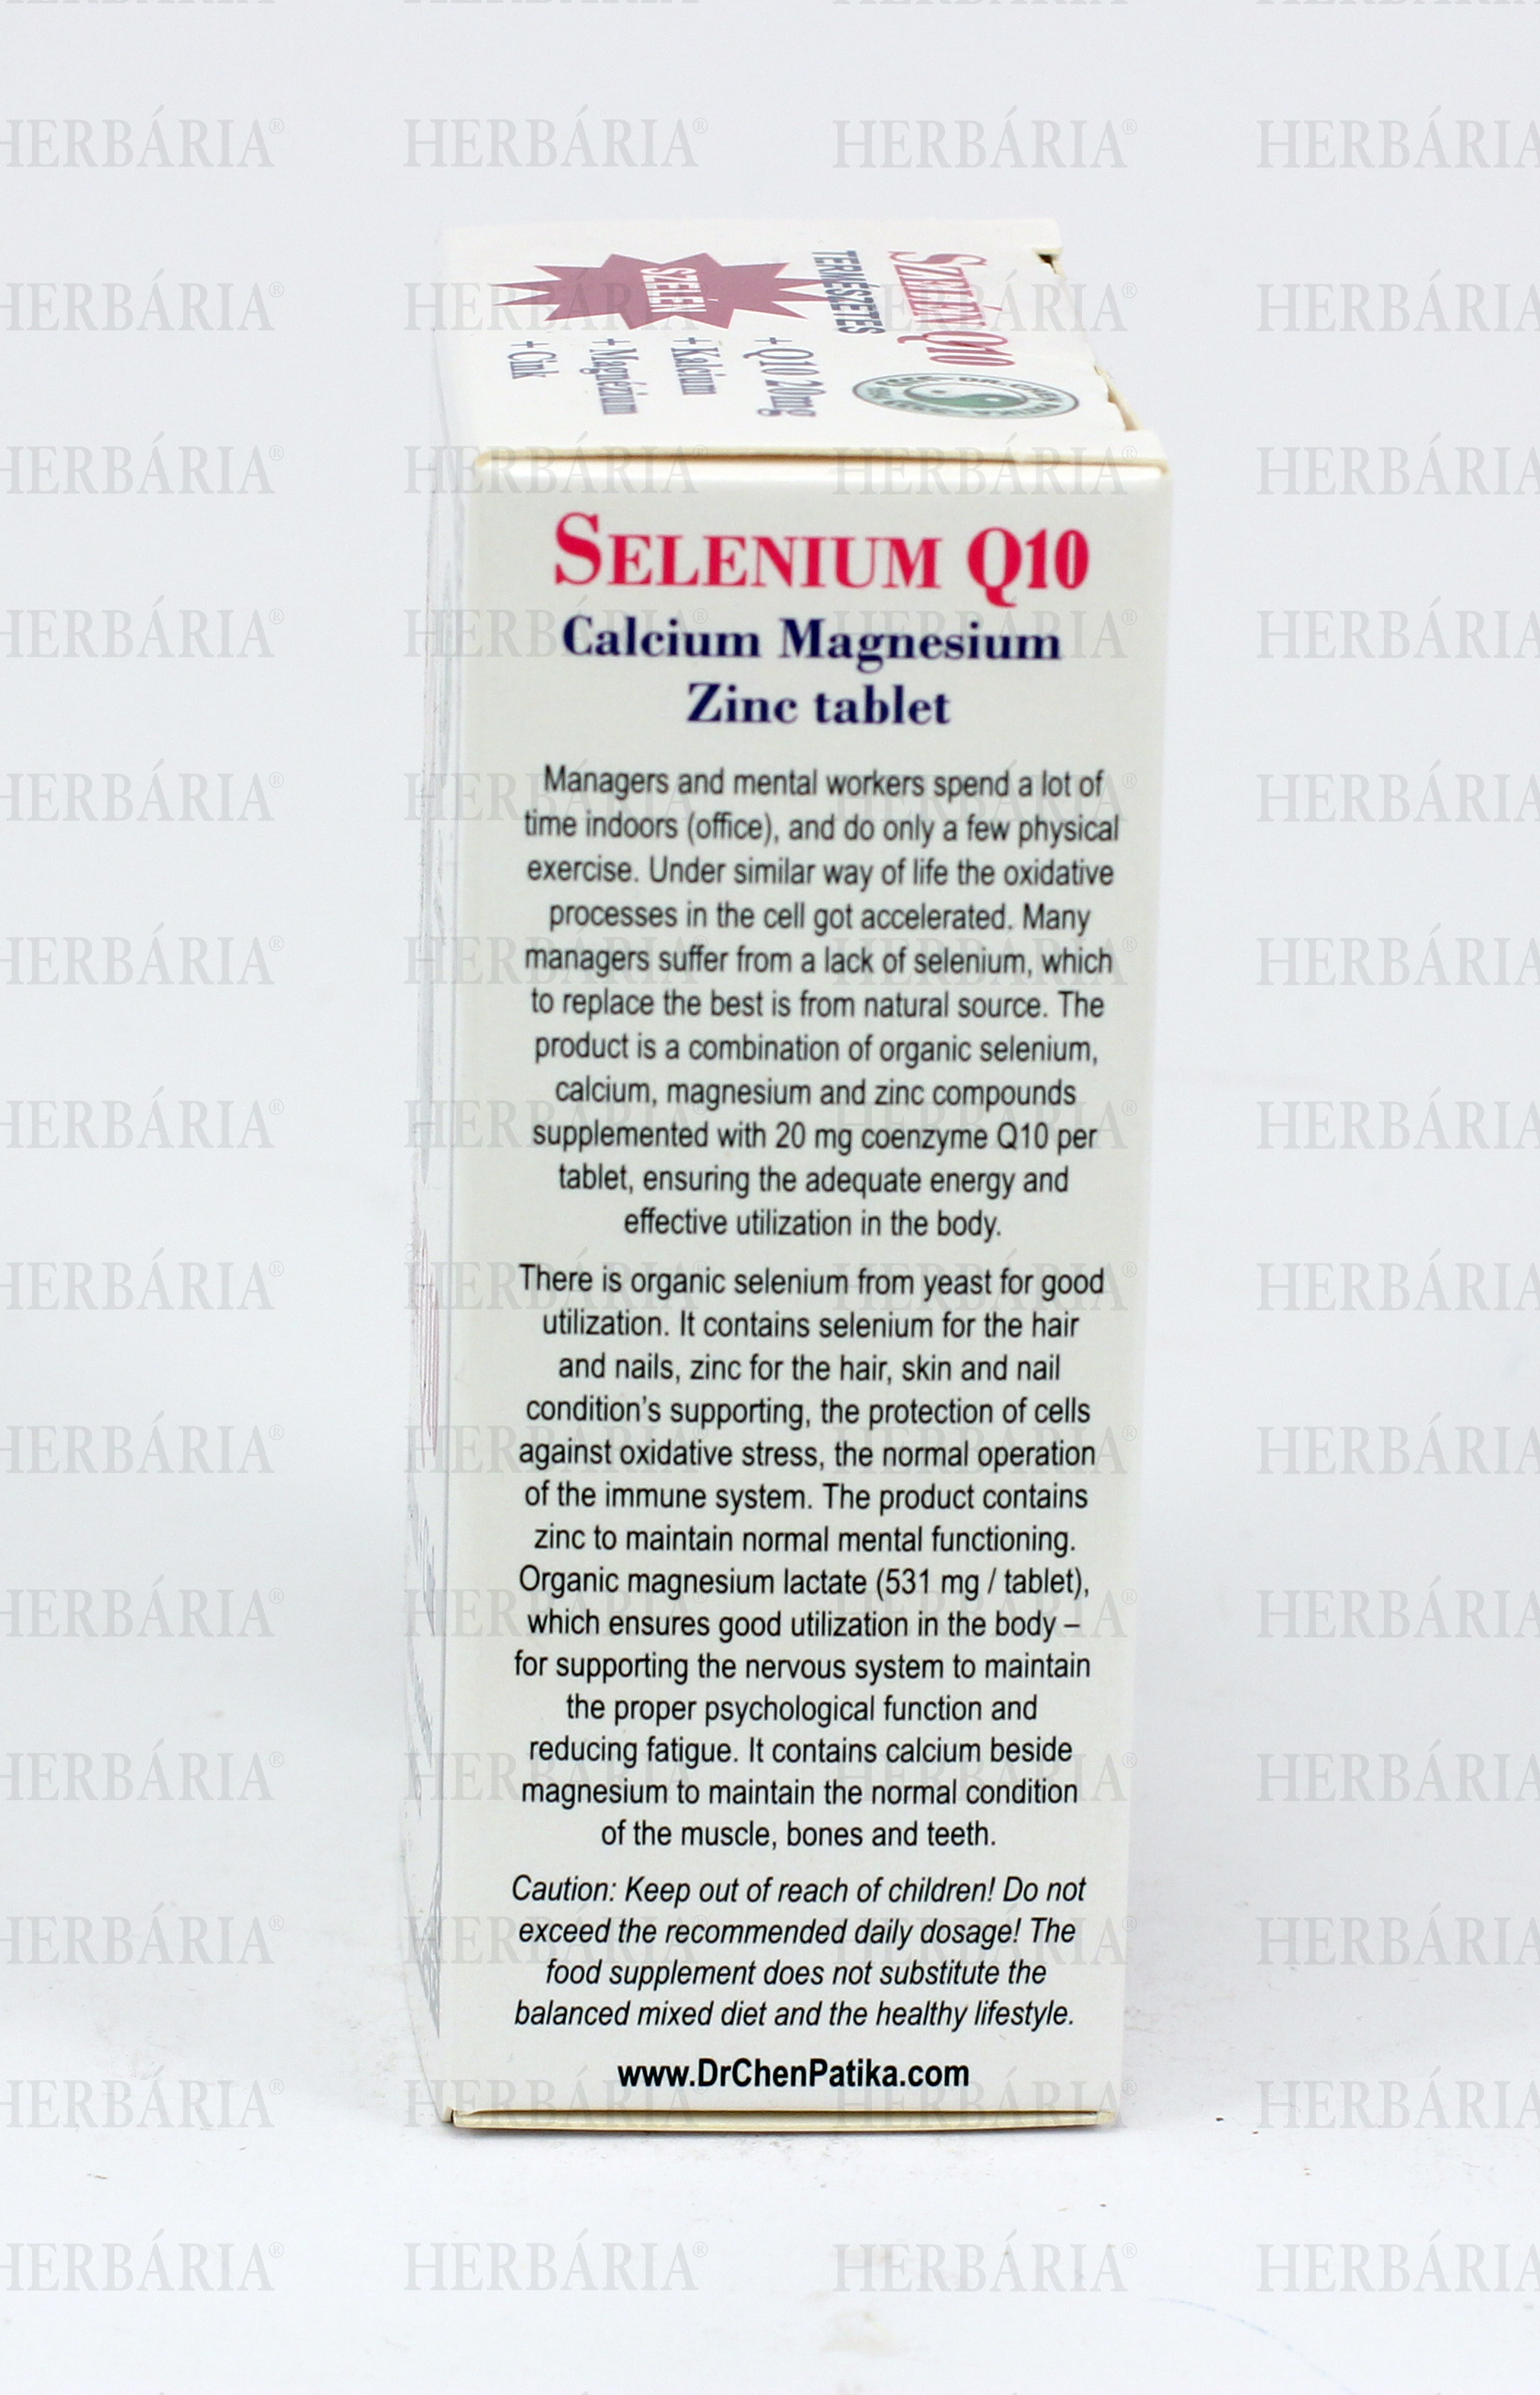 HERBÁRIA®
SZELÉN Q10
TERMÉSZETES
SZELÉN
+ Q10 20mg
+ Kalcium
+ Magnézium
+ Cink
DR. CHEN PATIKA
SELENIUM Q10
Calcium Magnesium
Zinc tablet
Managers and mental workers spend a lot of
time indoors (office), and do only a few physical
exercise. Under similar way of life the oxidative
processes in the cell got accelerated. Many
managers suffer from a lack of selenium, which
to replace the best is from natural source. The
product is a combination of organic selenium,
calcium, magnesium and zinc compounds
supplemented with 20 mg coenzyme Q10 per
tablet, ensuring the adequate energy and
effective utilization in the body.
There is organic selenium from yeast for good
utilization. It contains selenium for the hair
and nails, zinc for the hair, skin and nail
condition's supporting, the protection of cells
against oxidative stress, the normal operation
of the immune system. The product contains
zinc to maintain normal mental functioning.
Organic magnesium lactate (531 mg / tablet),
which ensures good utilization in the body –
for supporting the nervous system to maintain
the proper psychological function and
reducing fatigue. It contains calcium beside
magnesium to maintain the normal condition
of the muscle, bones and teeth.
Caution: Keep out of reach of children! Do not
exceed the recommended daily dosage! The
food supplement does not substitute the
balanced mixed diet and the healthy lifestyle.
www.DrChenPatika.com